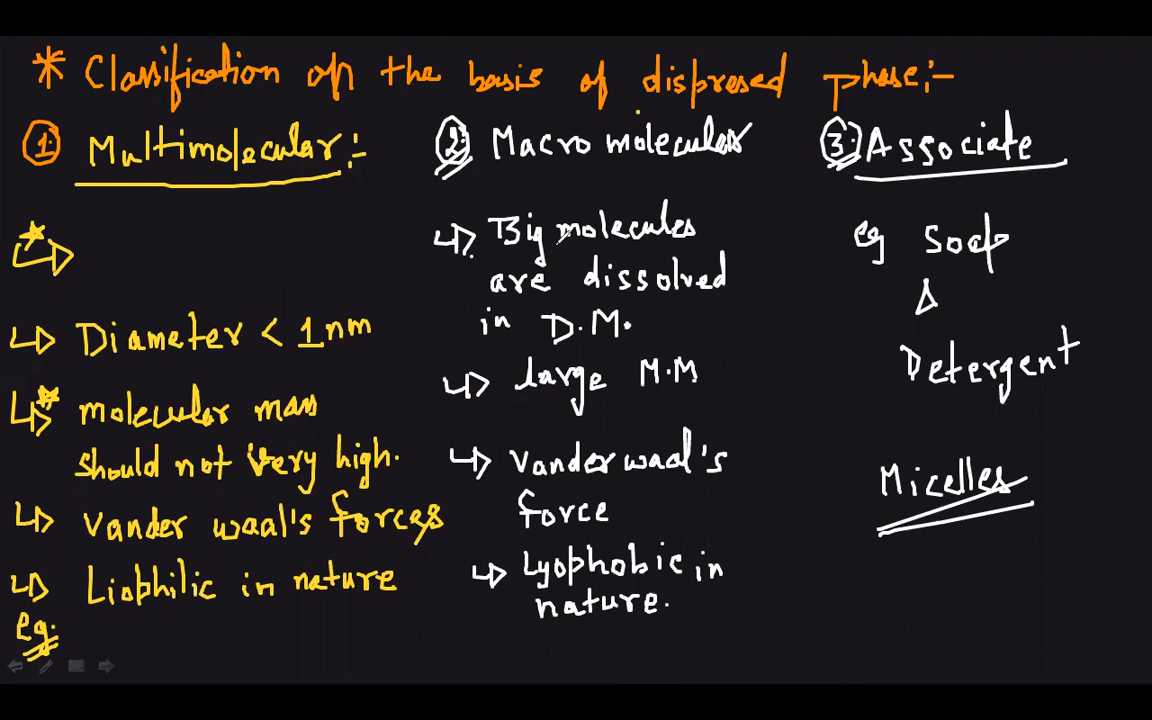 * Classification on the basis of dispresed phase:-
1. Multimolecular:-
Diameter < 1nm
molecular mass
should not very high.
Vander waal's forces
Liophilic in nature
eg.
2. Macromolecular
Big molecules
are dissolved
in D.M.
large M.M
Vander waal's
force
Lyophobic in
nature.
3. Associate
eg Soap
&
Detergent
Micelles